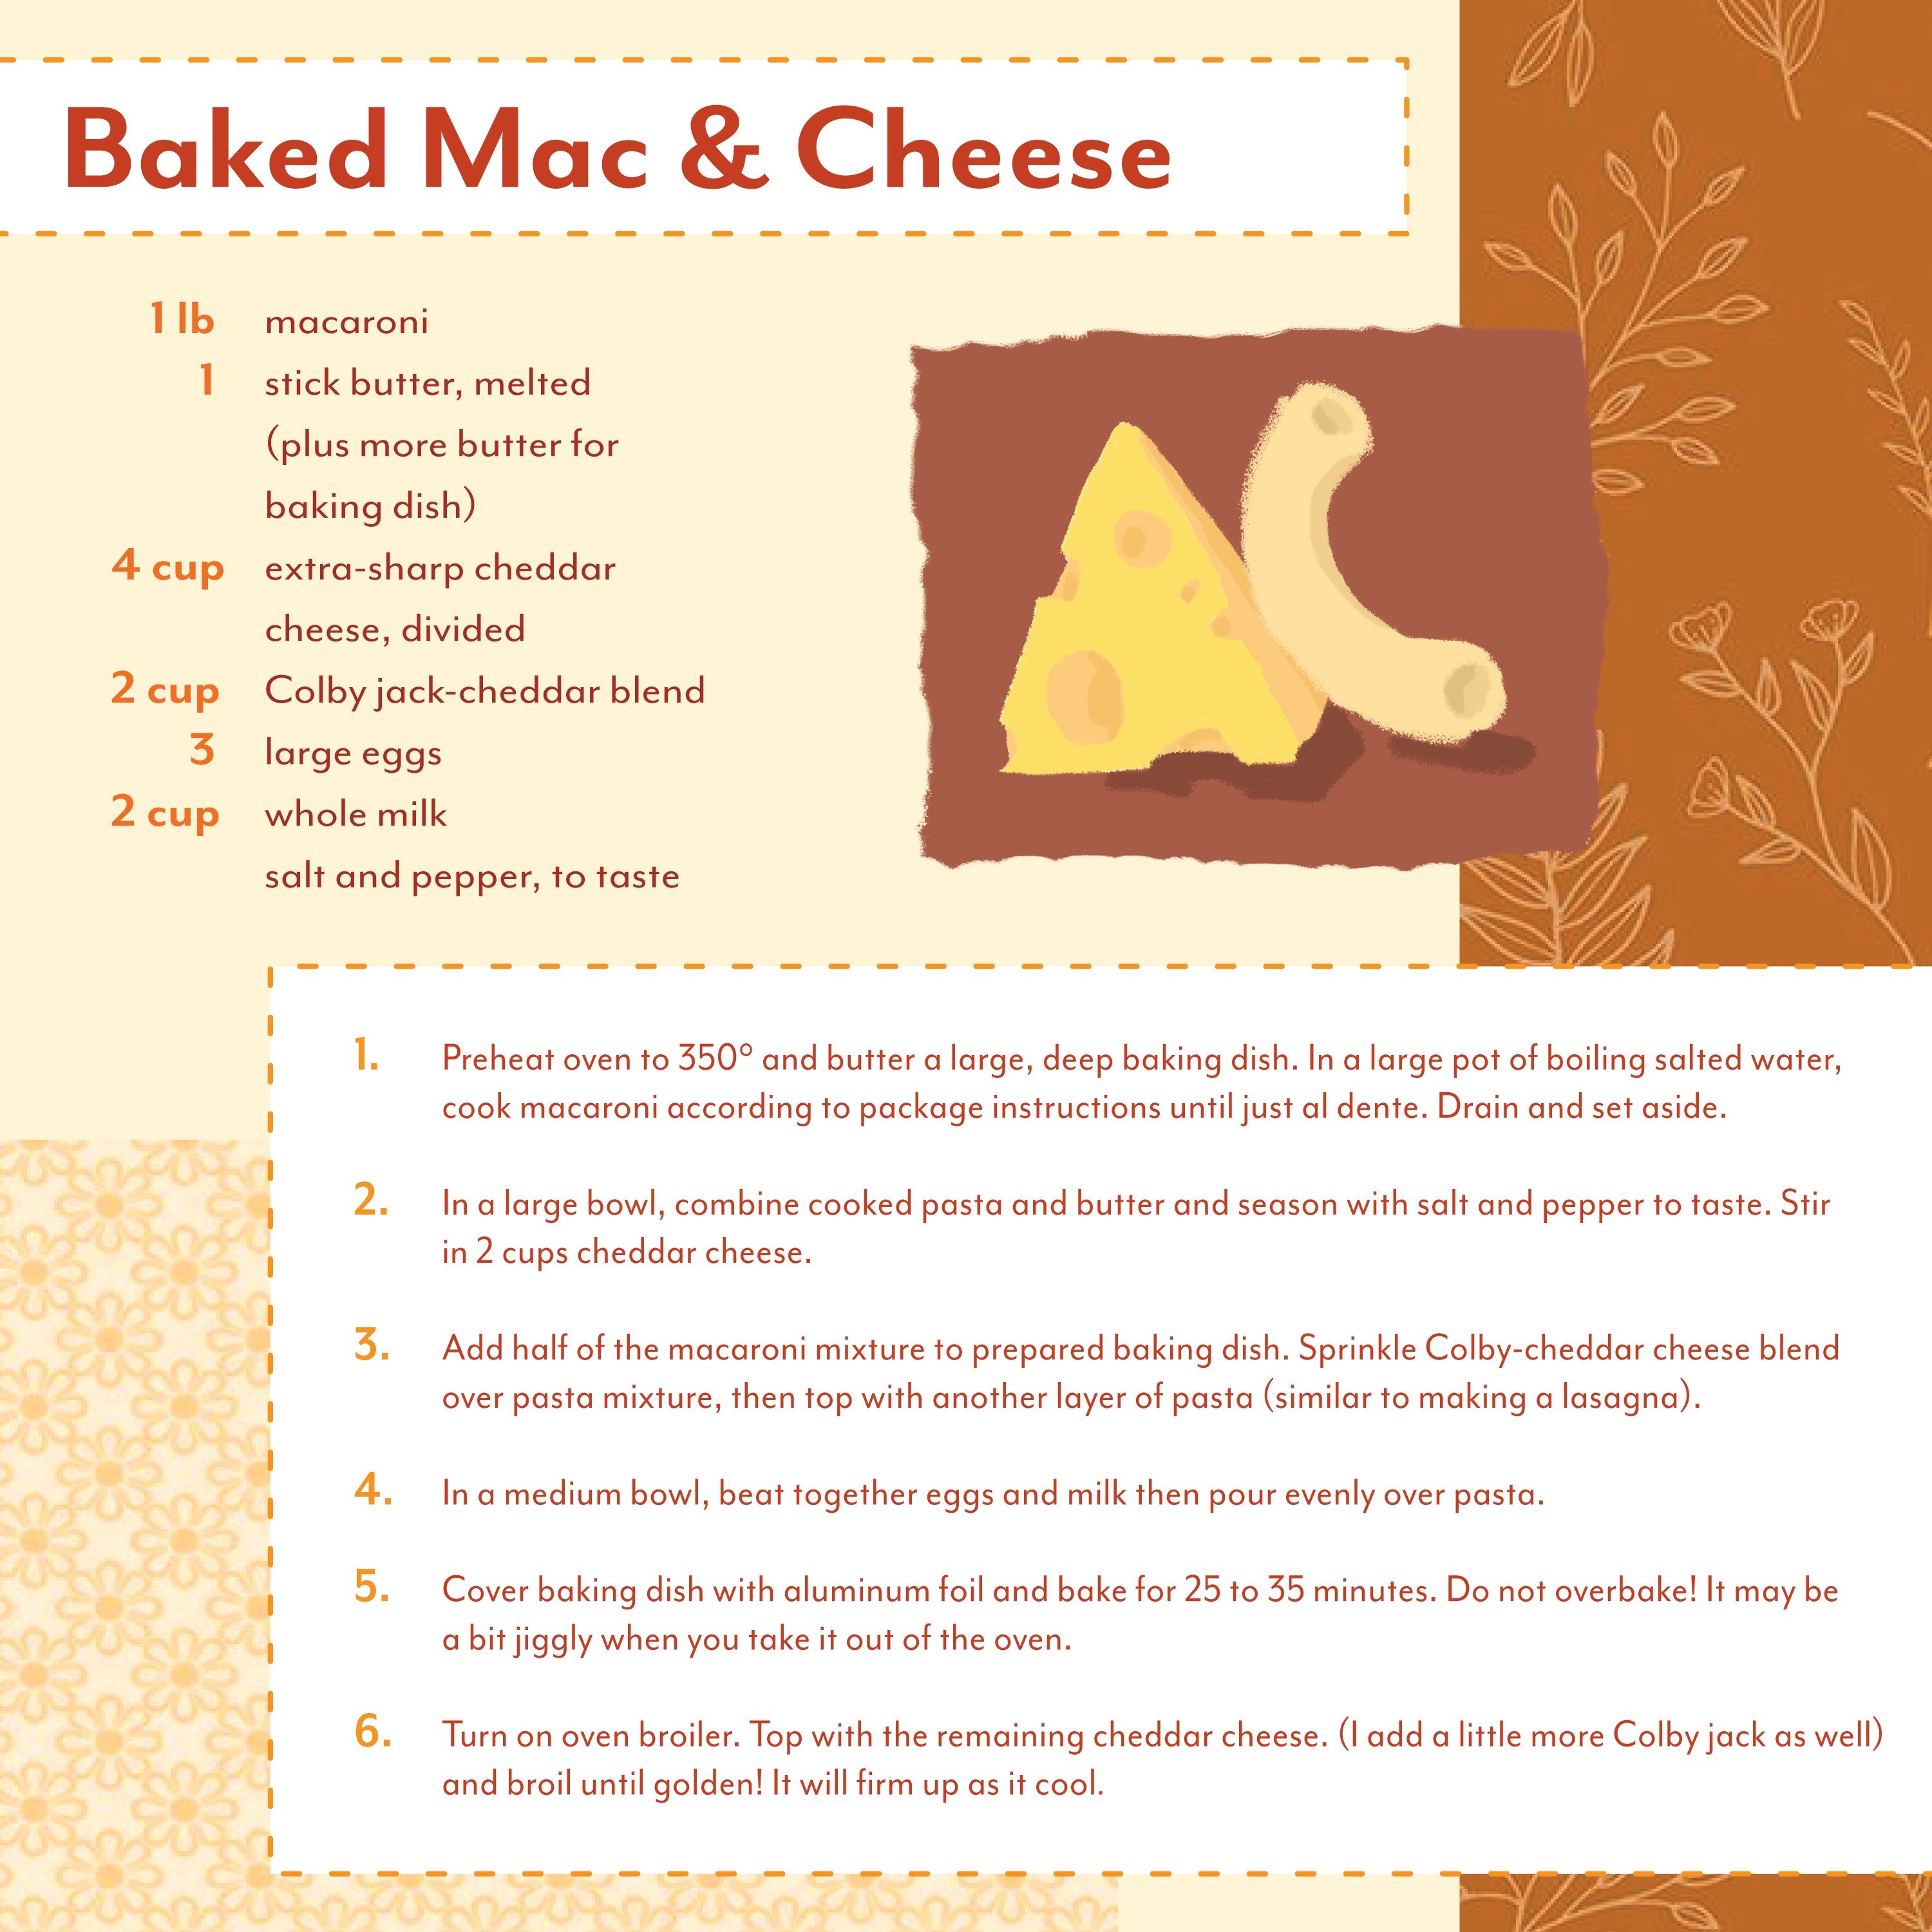 Baked Mac & Cheese
1 lb macaroni
1 stick butter, melted
(plus more butter for
baking dish)
4 cup extra-sharp cheddar
cheese, divided
2 cup Colby jack-cheddar blend
3 large eggs
2 cup whole milk
salt and pepper, to taste
1. Preheat oven to 350° and butter a large, deep baking dish. In a large pot of boiling salted water,
cook macaroni according to package instructions until just al dente. Drain and set aside.
2. In a large bowl, combine cooked pasta and butter and season with salt and pepper to taste. Stir
in 2 cups cheddar cheese.
3. Add half of the macaroni mixture to prepared baking dish. Sprinkle Colby-cheddar cheese blend
over pasta mixture, then top with another layer of pasta (similar to making a lasagna).
4. In a medium bowl, beat together eggs and milk then pour evenly over pasta.
5. Cover baking dish with aluminum foil and bake for 25 to 35 minutes. Do not overbake! It may be
a bit jiggly when you take it out of the oven.
6. Turn on oven broiler. Top with the remaining cheddar cheese. (I add a little more Colby jack as well)
and broil until golden! It will firm up as it cool.